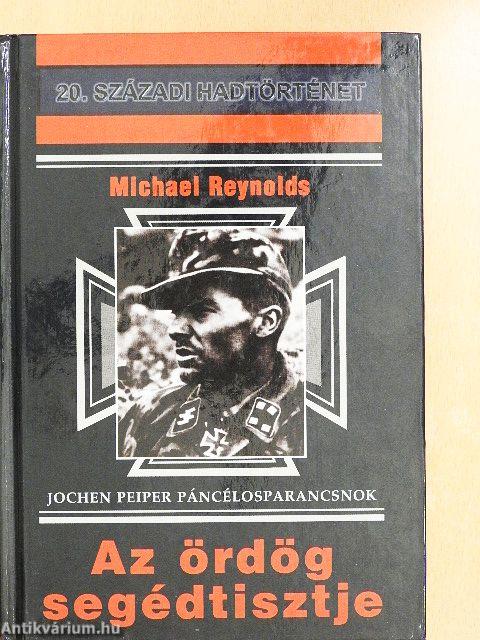 20. SZÁZADI HADTÖRTÉNET
Michael Reynolds
JOCHEN PEIPER PÁNCÉLOSPARANCSNOK
Az ördög
segédtisztje
Antikvárium.hu